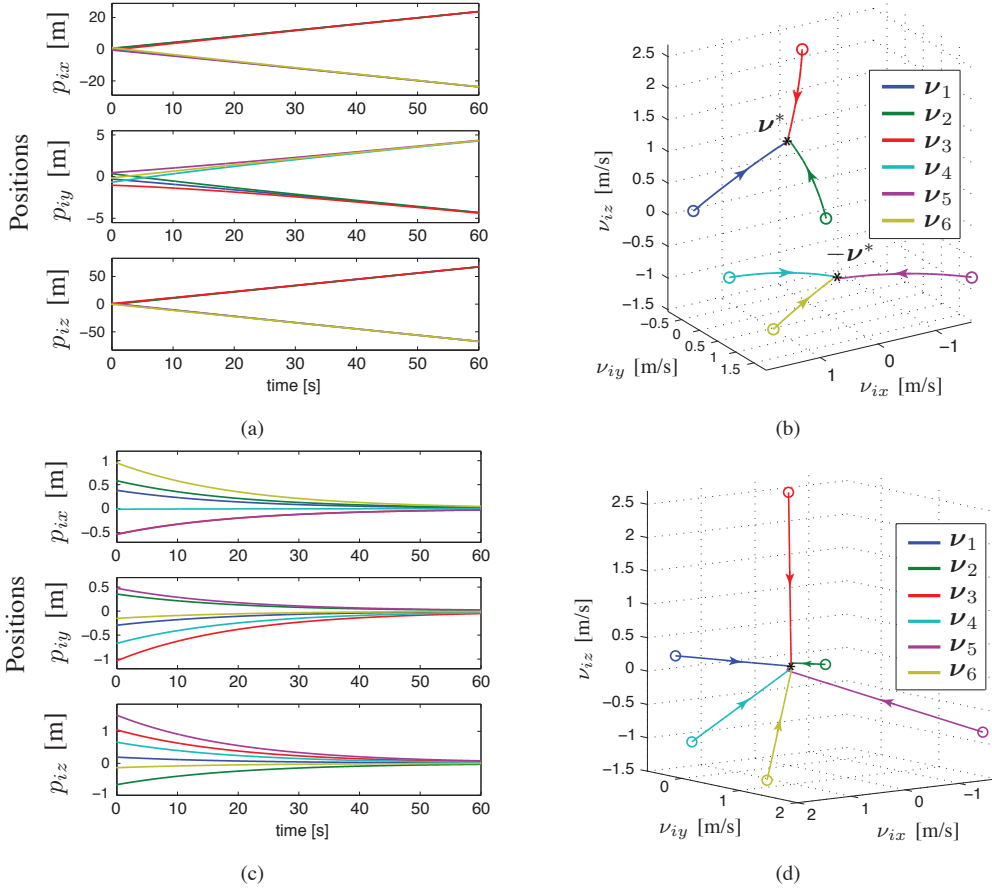 Positions
p_ix [m]
20
0
−20
0 10 20 30 40 50 60
p_iy [m]
5
0
−5
0 10 20 30 40 50 60
p_iz [m]
50
0
−50
0 10 20 30 40 50 60
time [s]
(a)
ν_iz [m/s]
2.5
2
1.5
1
0.5
0
−0.5
−1
−1.5
ν*
−ν*
ν_1
ν_2
ν_3
ν_4
ν_5
ν_6
−0.5 0 0.5 1 1.5
ν_iy [m/s]
1 0 −1
ν_ix [m/s]
(b)
Positions
p_ix [m]
1
0.5
0
−0.5
0 10 20 30 40 50 60
p_iy [m]
0.5
0
−0.5
−1
0 10 20 30 40 50 60
p_iz [m]
1
0
−1
0 10 20 30 40 50 60
time [s]
(c)
ν_iz [m/s]
2.5
2
1.5
1
0.5
0
−0.5
−1
−1.5
ν_1
ν_2
ν_3
ν_4
ν_5
ν_6
0 1 2
ν_iy [m/s]
2 1 0 −1
ν_ix [m/s]
(d)